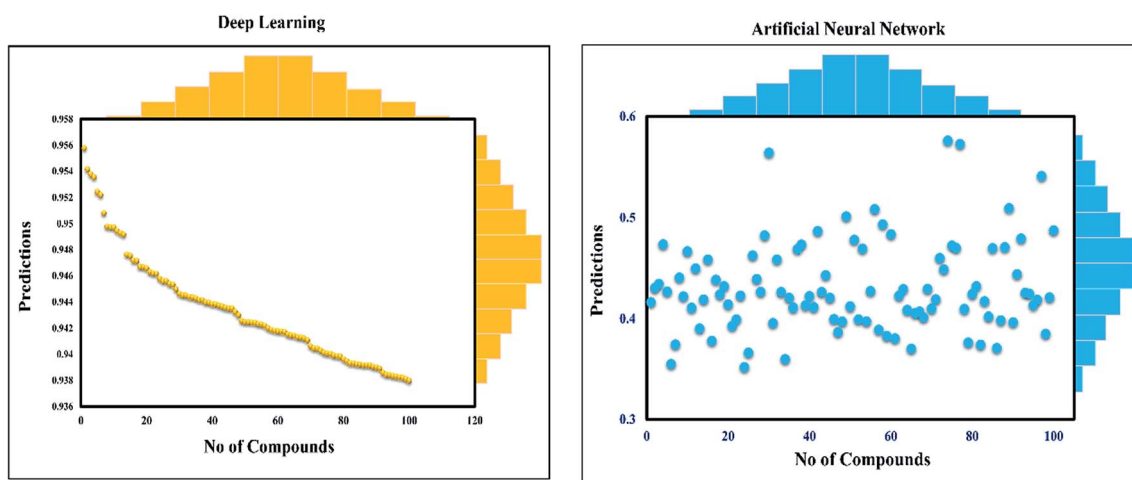 Deep Learning
0.958
0.956
0.954
0.952
0.95
0.948
0.946
0.944
0.942
0.94
0.938
0.936
Predictions
0 20 40 60 80 100 120
No of Compounds
Artificial Neural Network
0.6
0.5
0.4
0.3
Predictions
0 20 40 60 80 100
No of Compounds